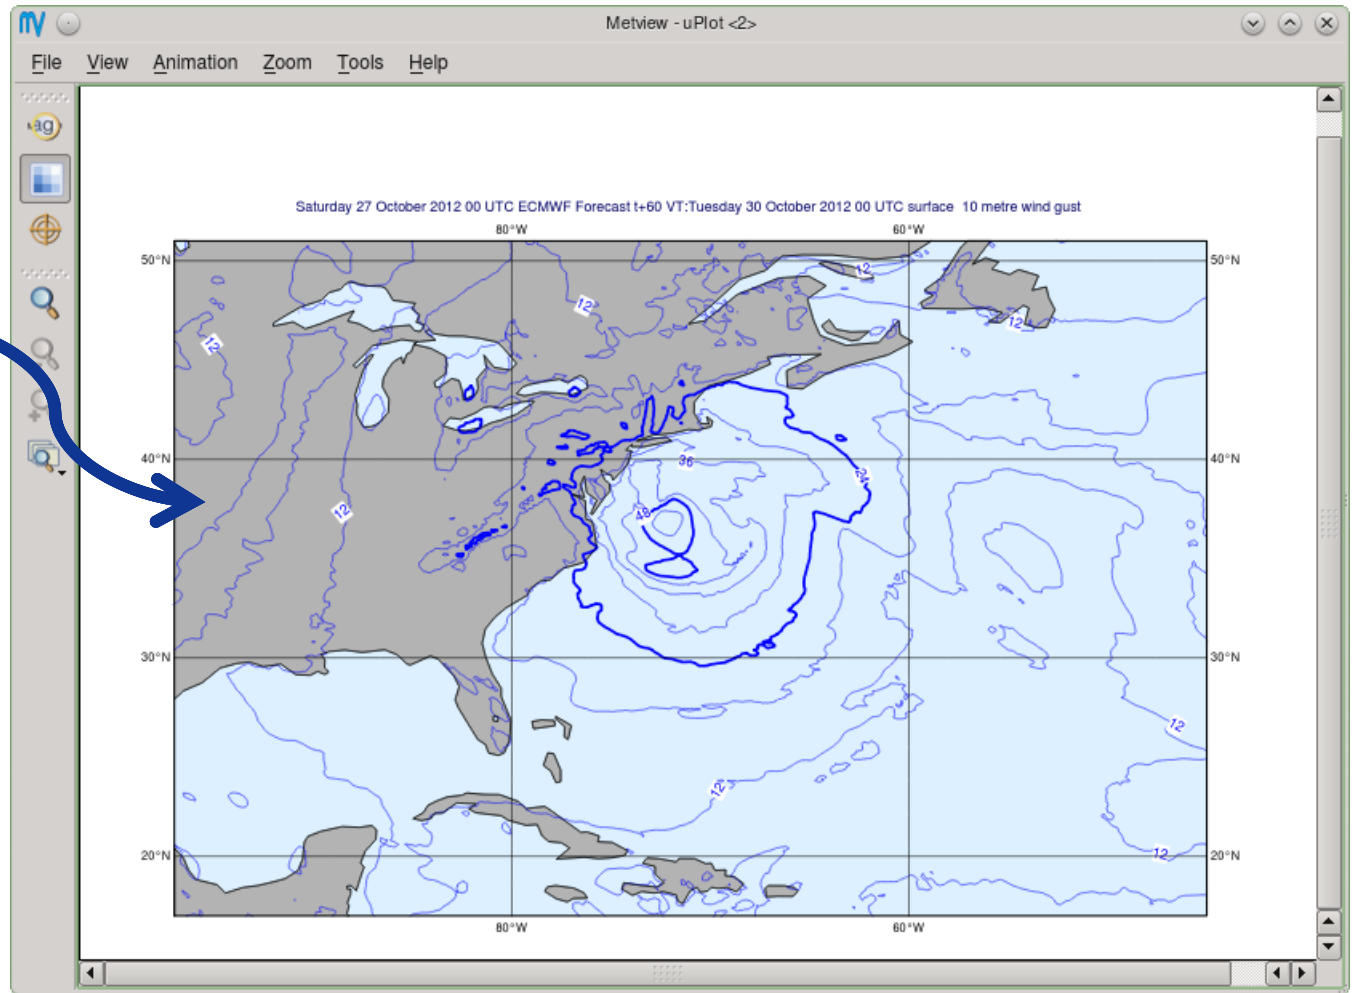 Metview - uPlot <2>
File View Animation Zoom Tools Help
ag
Saturday 27 October 2012 00 UTC ECMWF Forecast t+60 VT:Tuesday 30 October 2012 00 UTC surface 10 metre wind gust
80°W 60°W
50°N 12 50°N
12 12
12
40°N 36 24 40°N
12 48
30°N 30°N
12
12
20°N 12 20°N
80°W 60°W